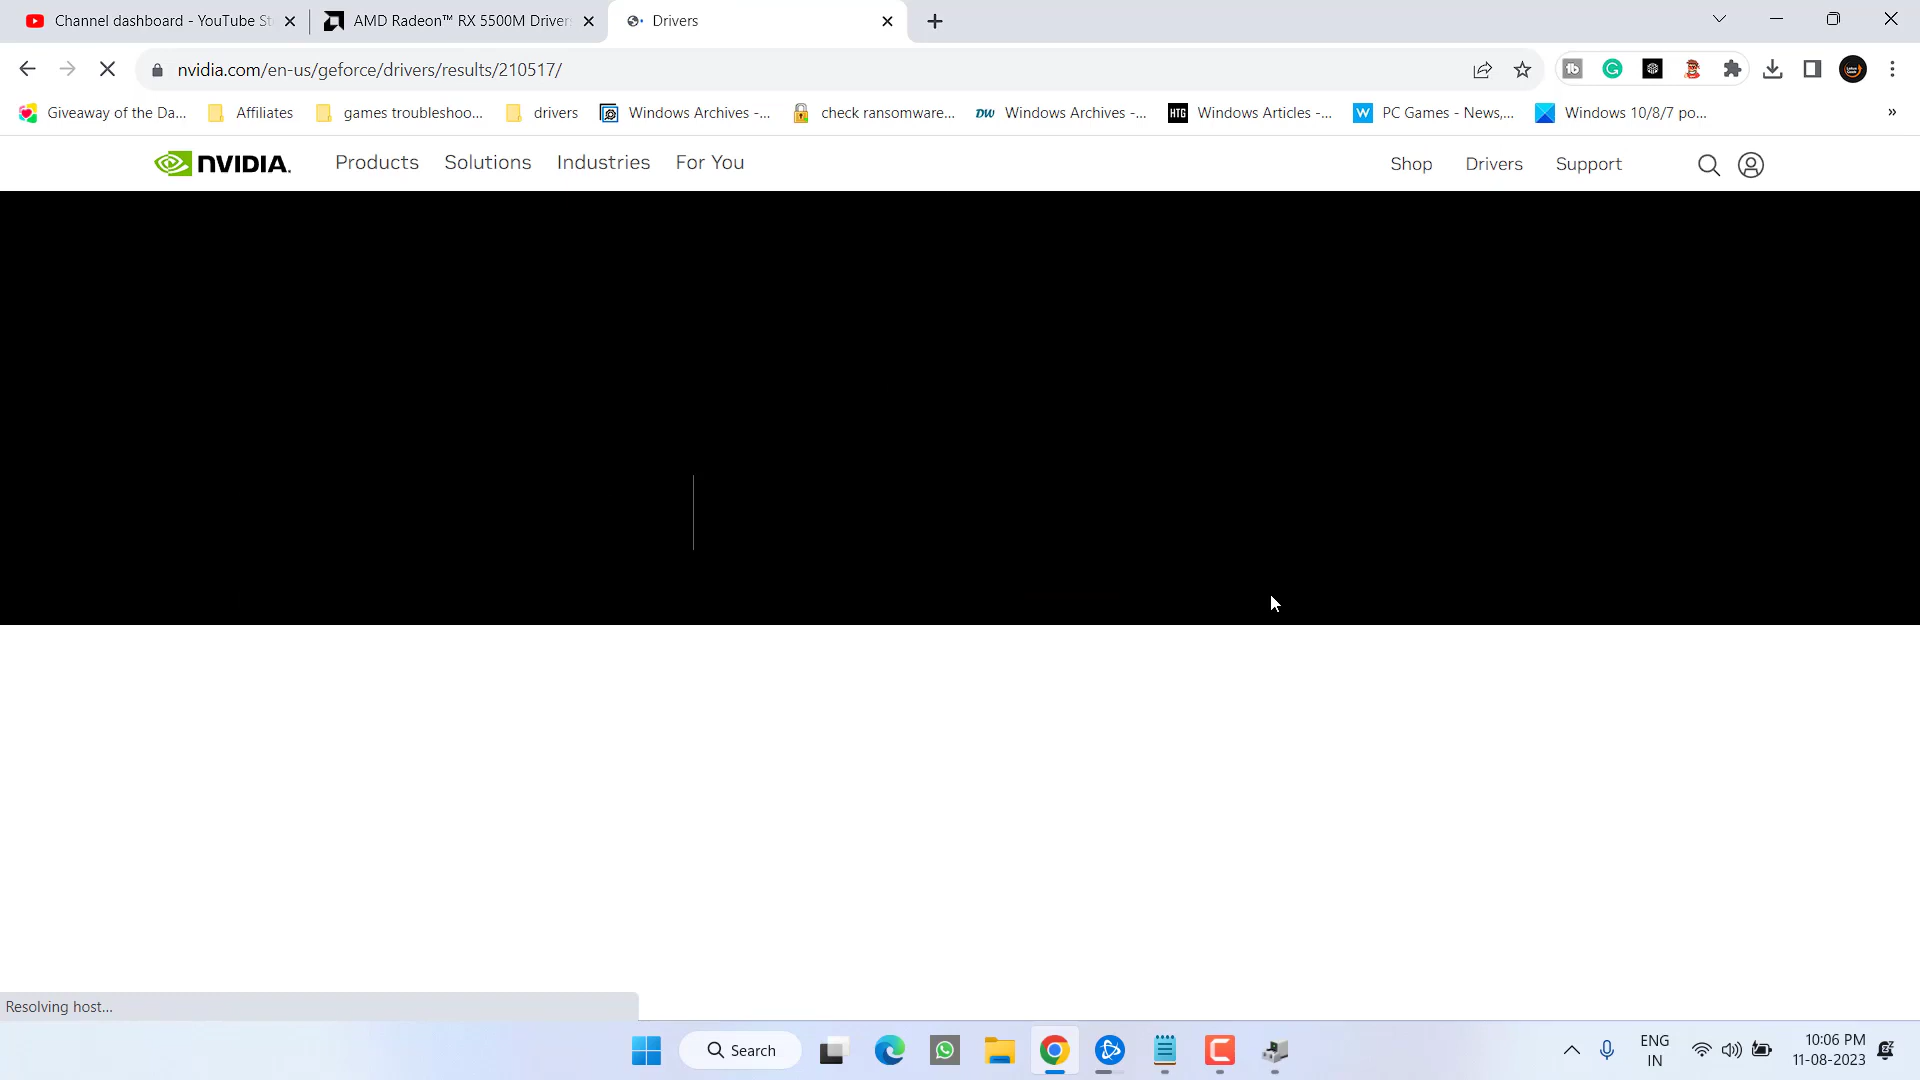 Channel dashboard - YouTube St
AMD Radeon™ RX 5500M Drivers
Drivers
nvidia.com/en-us/geforce/drivers/results/210517/
Giveaway of the Da...
Affiliates
games troubleshoo...
drivers
Windows Archives -...
check ransomware...
DW Windows Archives -...
HTG Windows Articles -...
W PC Games - News,...
Windows 10/8/7 po...
»
NVIDIA.
Products
Solutions
Industries
For You
Shop
Drivers
Support
Resolving host...
Search
ENG
IN
10:06 PM
11-08-2023